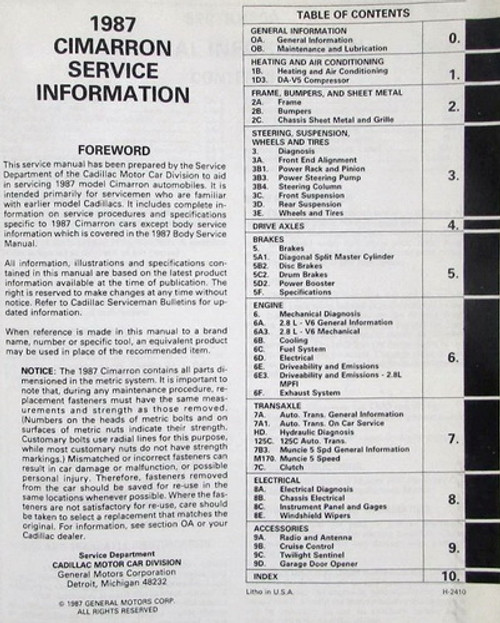 1987
CIMARRON
SERVICE
INFORMATION
FOREWORD
This service manual has been prepared by the Service
Department of the Cadillac Motor Car Division to aid
in servicing 1987 model Cimarron automobiles. It is
intended primarily for servicemen who are familiar
with earlier model Cadillacs. It includes complete in-
formation on service procedures and specifications
specific to 1987 Cimarron cars except body service
information which is covered in the 1987 Body Service
Manual.
All information, illustrations and specifications con-
tained in this manual are based on the latest product
information available at the time of publication. The
right is reserved to make changes at any time without
notice. Refer to Cadillac Serviceman Bulletins for up-
dated information.
When reference is made in this manual to a brand
name, number or specific tool, an equivalent product
may be used in place of the recommended item.
NOTICE: The 1987 Cimarron contains all parts di-
mensioned in the metric system. It is important to
note that, during any maintenance procedure, re-
placement fasteners must have the same meas-
urements and strength as those removed.
(Numbers on the heads of metric bolts and on
surfaces of metric nuts indicate their strength.
Customary bolts use radial lines for this purpose,
while most customary nuts do not have strength
markings.) Mismatched or incorrect fasteners can
result in car damage or malfunction, or possible
personal injury. Therefore, fasteners removed
from the car should be saved for re-use in the
same locations whenever possible. Where the fas-
teners are not satisfactory for re-use, care should
be taken to select a replacement that matches the
original. For information, see section OA or your
Cadillac dealer.
Service Department
CADILLAC MOTOR CAR DIVISION
General Motors Corporation
Detroit, Michigan 48232
© 1987 GENERAL MOTORS CORP.
ALL RIGHTS RESERVED
TABLE OF CONTENTS
GENERAL INFORMATION 0.
OA. General Information
OB. Maintenance and Lubrication
HEATING AND AIR CONDITIONING 1.
1B. Heating and Air Conditioning
1D3. DA-V5 Compressor
FRAME, BUMPERS, AND SHEET METAL 2.
2A. Frame
2B. Bumpers
2C. Chassis Sheet Metal and Grille
STEERING, SUSPENSION,
WHEELS AND TIRES 3.
3. Diagnosis
3A. Front End Alignment
3B1. Power Rack and Pinion
3B3. Power Steering Pump
3B4. Steering Column
3C. Front Suspension
3D. Rear Suspension
3E. Wheels and Tires
DRIVE AXLES 4.
BRAKES 5.
5. Brakes
5A1. Diagonal Split Master Cylinder
5B2. Disc Brakes
5C2. Drum Brakes
5D2. Power Booster
5F. Specifications
ENGINE 6.
6. Mechanical Diagnosis
6A. 2.8 L - V6 General Information
6A3. 2.8 L - V6 Mechanical
6B. Cooling
6C. Fuel System
6D. Electrical
6E. Driveability and Emissions
6E3. Driveability and Emissions - 2.8L
MPFI
6F. Exhaust System
TRANSAXLE 7.
7A. Auto. Trans. General Information
7A1. Auto. Trans. On Car Service
HD. Hydraulic Diagnosis
125C. 125C Auto. Trans.
7B3. Muncie 5 Spd General Information
M170. Muncie 5 Speed
7C. Clutch
ELECTRICAL 8.
8A. Electrical Diagnosis
8B. Chassis Electrical
8C. Instrument Panel and Gages
8E. Windshield Wipers
ACCESSORIES 9.
9A. Radio and Antenna
9B. Cruise Control
9C. Twilight Sentinel
9D. Garage Door Opener
INDEX 10.
Litho in U.S.A. H-2410